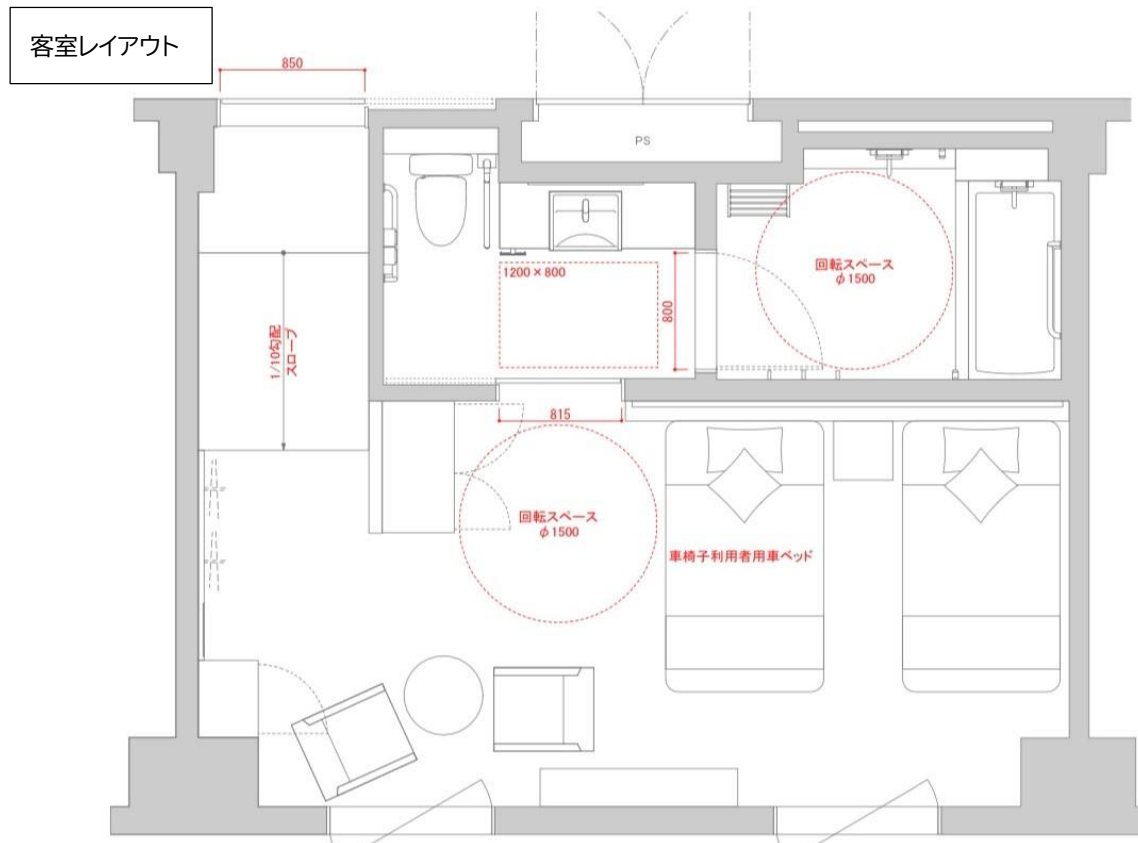 客室レイアウト
850
PS
回転スペース
φ1500
1200×800
800
1/10勾配
スロープ
815
回転スペース
φ1500
車椅子利用者用車ベッド